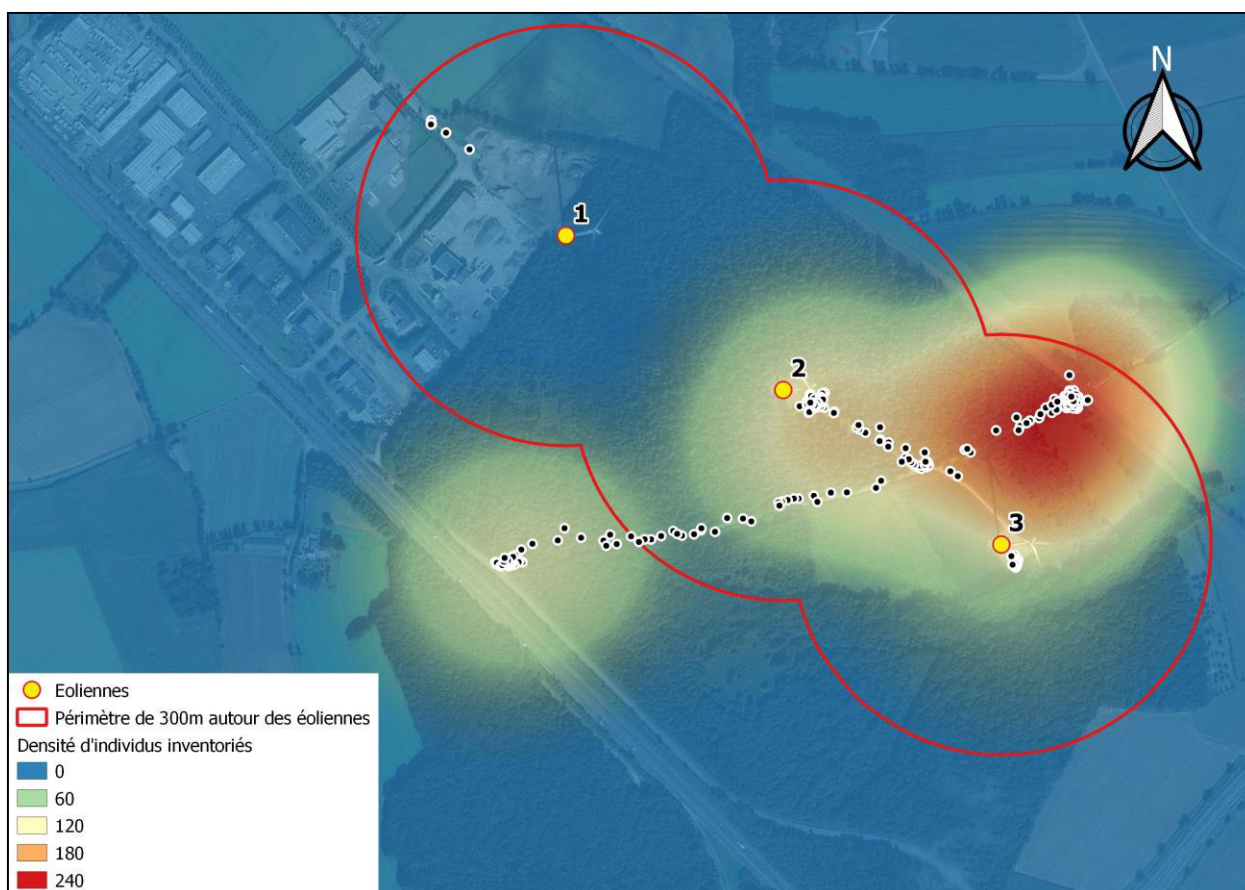 N
1
2
3
Eoliennes
Périmètre de 300m autour des éoliennes
Densité d'individus inventoriés
0
60
120
180
240